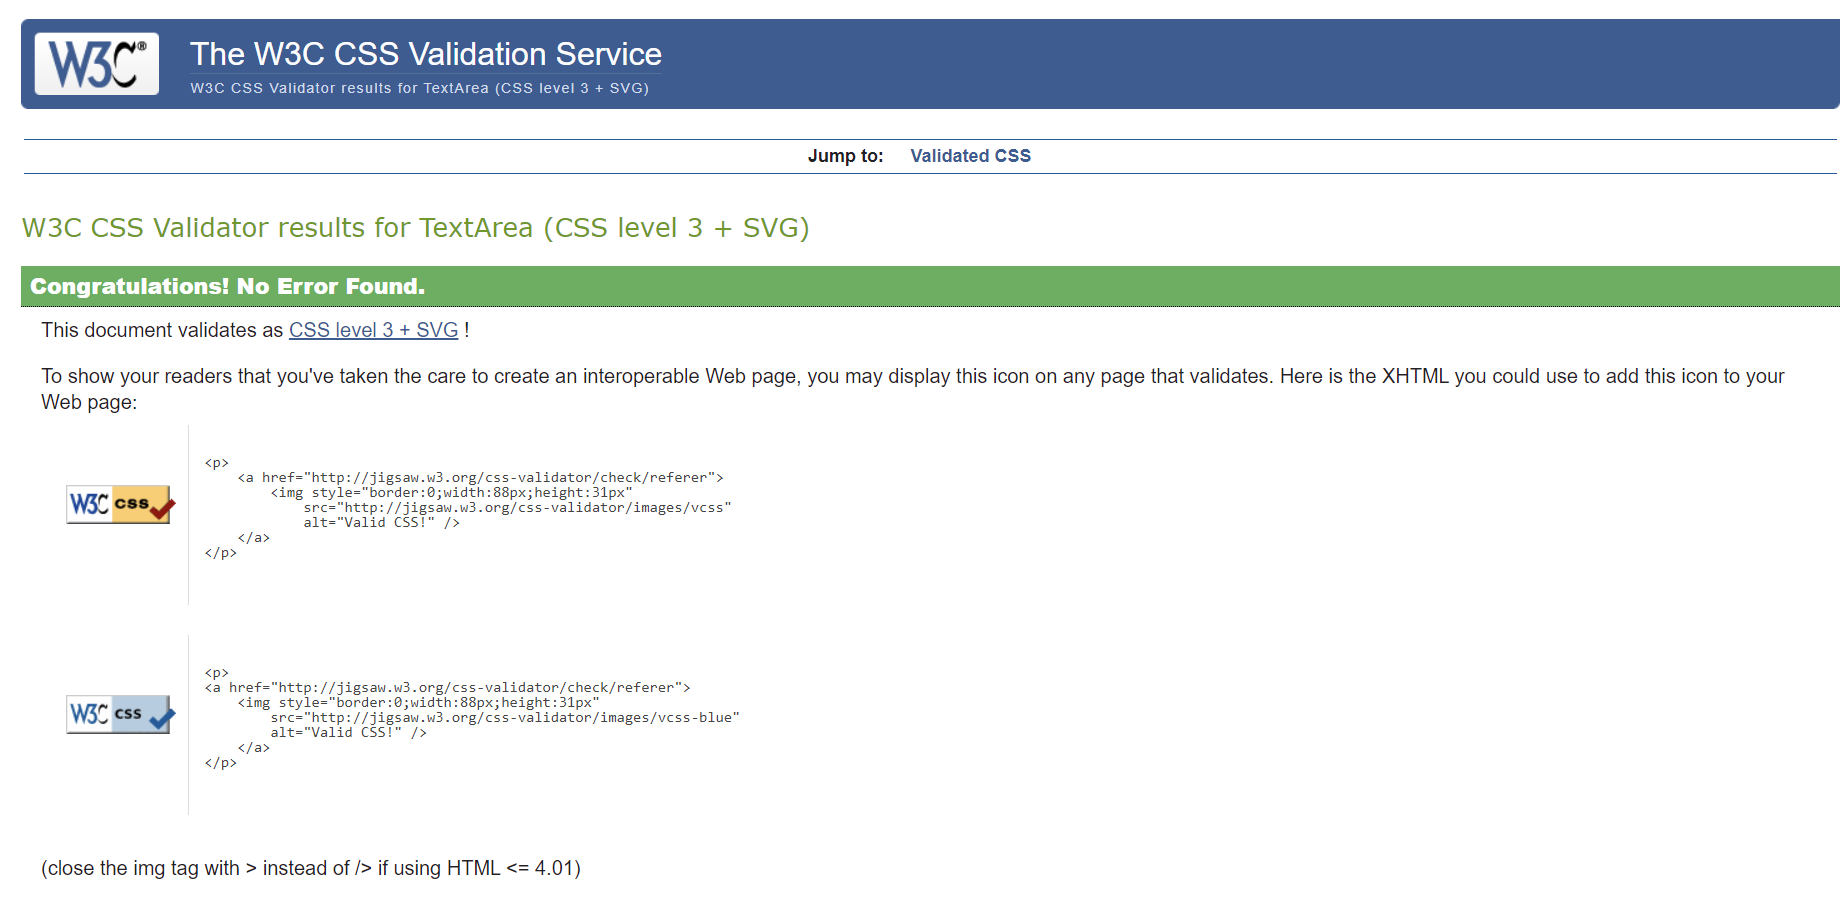 W3C®
The W3C CSS Validation Service
W3C CSS Validator results for TextArea (CSS level 3 + SVG)
Jump to: Validated CSS
W3C CSS Validator results for TextArea (CSS level 3 + SVG)
Congratulations! No Error Found.
This document validates as CSS level 3 + SVG !
To show your readers that you've taken the care to create an interoperable Web page, you may display this icon on any page that validates. Here is the XHTML you could use to add this icon to your
Web page:
W3C css
<p>
    <a href="http://jigsaw.w3.org/css-validator/check/referer">
        <img style="border:0;width:88px;height:31px"
            src="http://jigsaw.w3.org/css-validator/images/vcss"
            alt="Valid CSS!" />
    </a>
</p>
W3C css
<p>
<a href="http://jigsaw.w3.org/css-validator/check/referer">
    <img style="border:0;width:88px;height:31px"
        src="http://jigsaw.w3.org/css-validator/images/vcss-blue"
        alt="Valid CSS!" />
    </a>
</p>
(close the img tag with > instead of /> if using HTML <= 4.01)